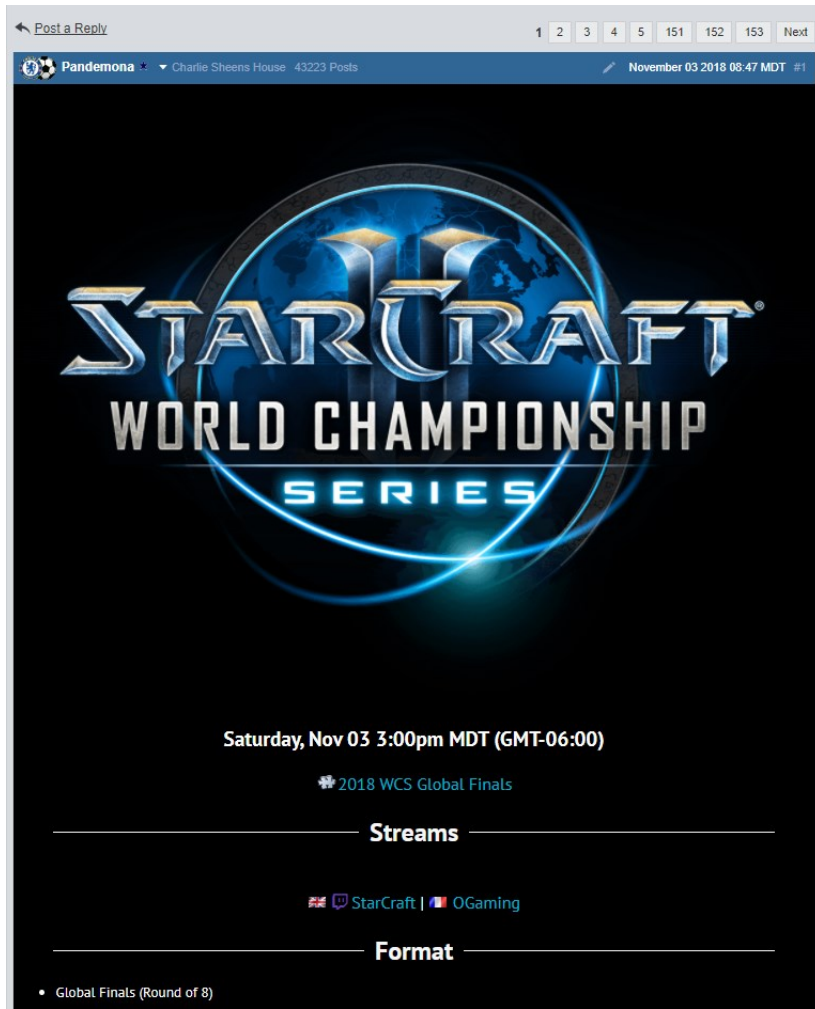 Post a Reply
1 2 3 4 5 151 152 153 Next
Pandemona Charlie Sheens House 43223 Posts November 03 2018 08:47 MDT #1
STARCRAFT®
II
WORLD CHAMPIONSHIP
SERIES
Saturday, Nov 03 3:00pm MDT (GMT-06:00)
2018 WCS Global Finals
Streams
StarCraft | OGaming
Format
• Global Finals (Round of 8)